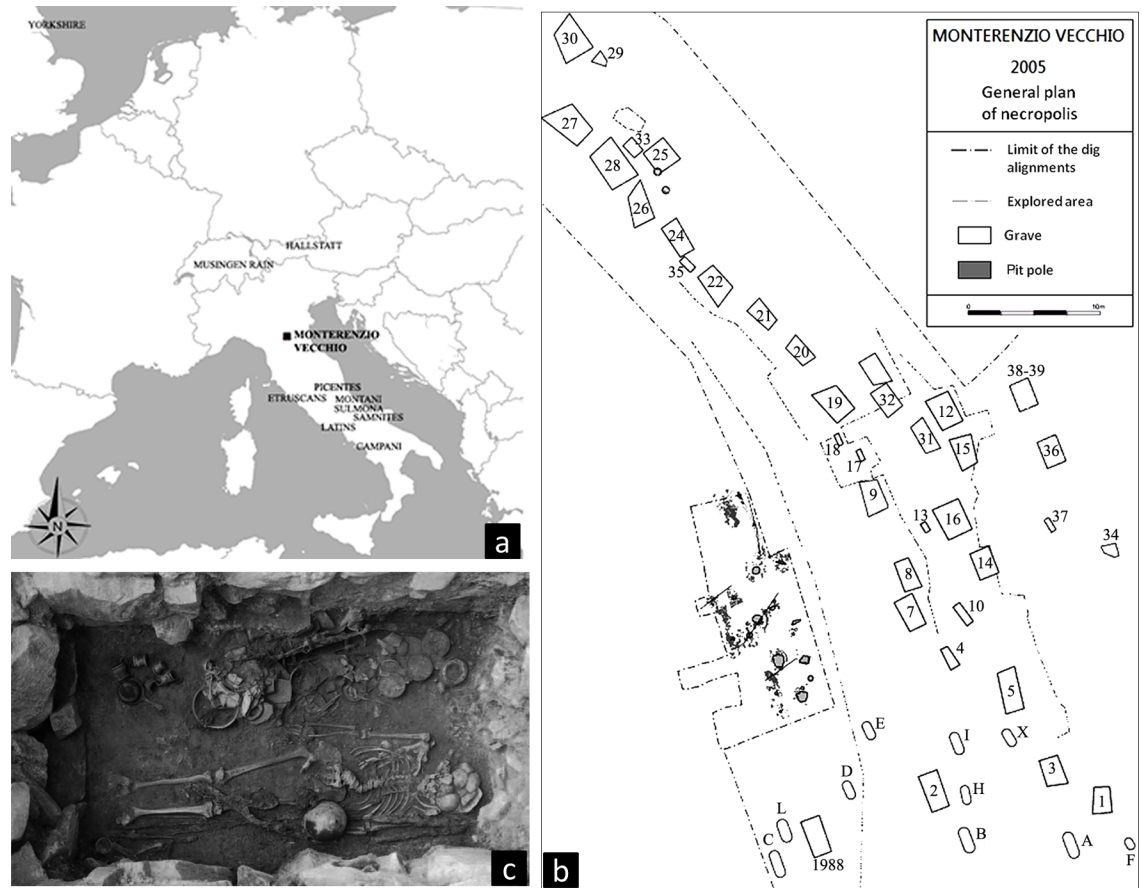 YORKSHIRE
HALLSTATT
MUSINGEN RAIN
MONTERENZIO
VECCHIO
PICENTES
ETRUSCANS
MONTANI
SULMONA
SAMNITES
LATINS
CAMPANI
N
a
c
MONTERENZIO VECCHIO
2005
General plan
of necropolis
Limit of the dig
alignments
Explored area
Grave
Pit pole
0 10m
30
29
27
33
28
25
26
24
35
22
21
20
38-39
19
32
12
31
18
15
36
17
9
13
16
37
34
14
8
7
10
4
5
E
I
X
3
D
2
H
1
L
C
1988
B
A
F
b